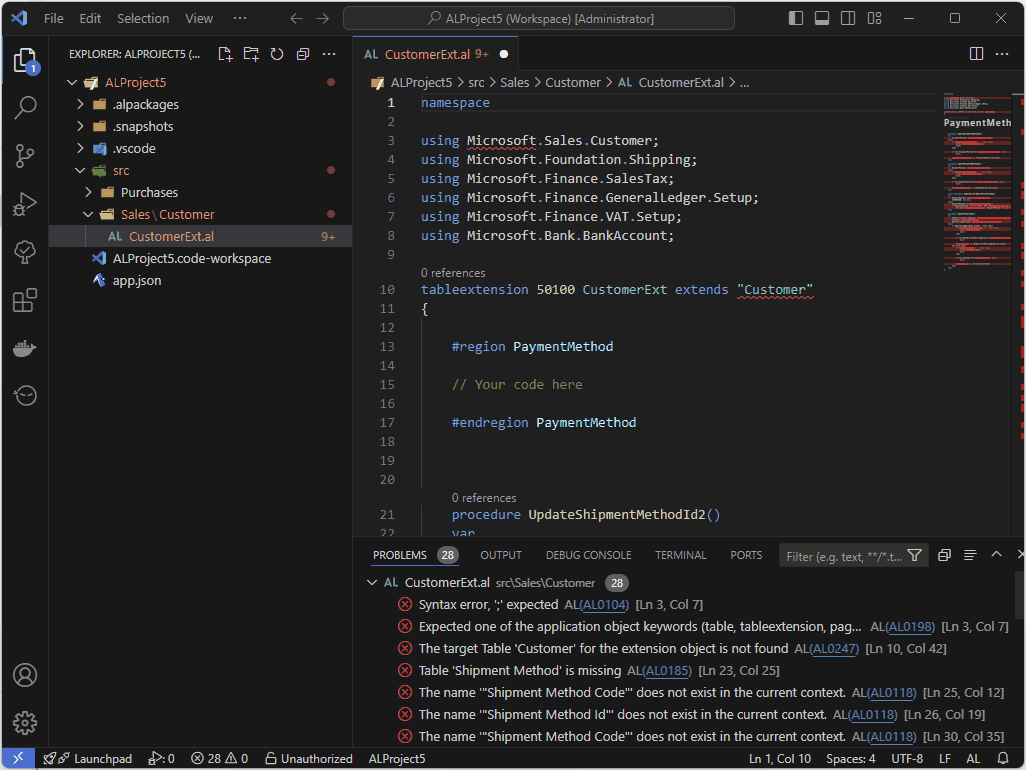 File Edit Selection View ··· ALProject5 (Workspace) [Administrator]
EXPLORER: ALPROJECT5 (... ···
CustomerExt.al 9+
AL
1
ALProject5
.alpackages
.snapshots
.vscode
src
Purchases
Sales \ Customer
AL CustomerExt.al 9+
ALProject5.code-workspace
app.json
ALProject5 > src > Sales > Customer > AL CustomerExt.al > ...
1 namespace
2
3 using Microsoft.Sales.Customer;
4 using Microsoft.Foundation.Shipping;
5 using Microsoft.Finance.SalesTax;
6 using Microsoft.Finance.GeneralLedger.Setup;
7 using Microsoft.Finance.VAT.Setup;
8 using Microsoft.Bank.BankAccount;
9
0 references
10 tableextension 50100 CustomerExt extends "Customer"
11 {
12
13 #region PaymentMethod
14
15 // Your code here
16
17 #endregion PaymentMethod
18
19
20
0 references
21 procedure UpdateShipmentMethodId2()
22 var
PaymentMeth
PROBLEMS 28 OUTPUT DEBUG CONSOLE TERMINAL PORTS Filter (e.g. text, **/*.t...
AL CustomerExt.al src\Sales\Customer 28
Syntax error, ';' expected AL(AL0104) [Ln 3, Col 7]
Expected one of the application object keywords (table, tableextension, pag... AL(AL0198) [Ln 3, Col 7]
The target Table 'Customer' for the extension object is not found AL(AL0247) [Ln 10, Col 42]
Table 'Shipment Method' is missing AL(AL0185) [Ln 23, Col 25]
The name '"Shipment Method Code"' does not exist in the current context. AL(AL0118) [Ln 25, Col 12]
The name '"Shipment Method Id"' does not exist in the current context. AL(AL0118) [Ln 26, Col 19]
The name '"Shipment Method Code"' does not exist in the current context. AL(AL0118) [Ln 30, Col 35]
Launchpad 0 28 0 Unauthorized ALProject5 Ln 1, Col 10 Spaces: 4 UTF-8 LF AL